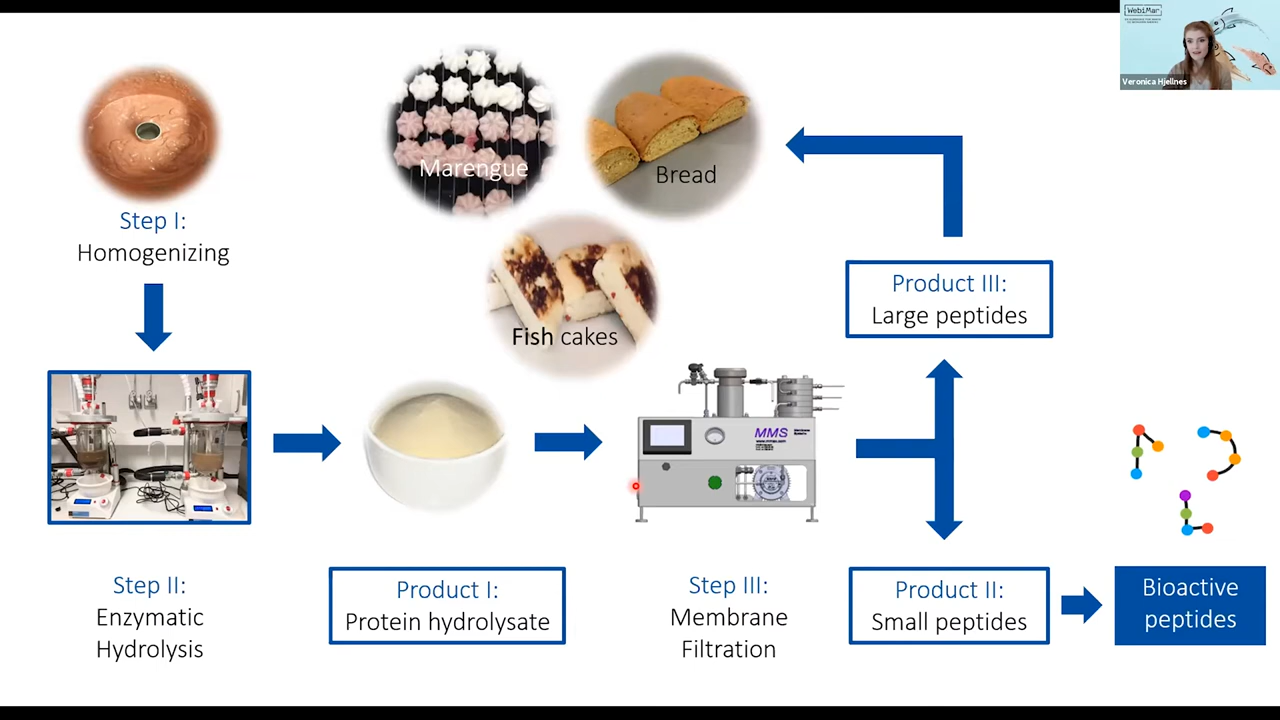 WebiMar
Veronica Hjellnes
Marengue
Bread
Fish cakes
Step I:
Homogenizing
Product III:
Large peptides
MMS
Step II:
Enzymatic
Hydrolysis
Product I:
Protein hydrolysate
Step III:
Membrane
Filtration
Product II:
Small peptides
Bioactive
peptides